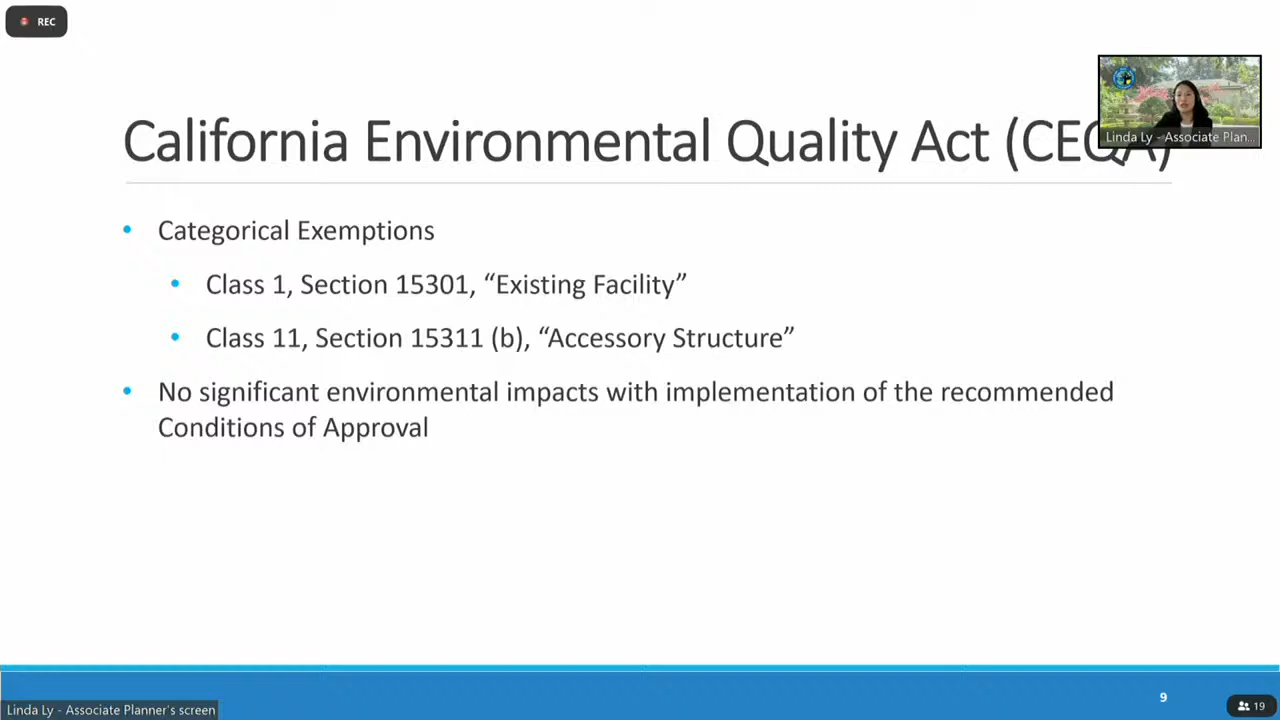 REC
Linda Ly - Associate Plan...
California Environmental Quality Act (CEQA)
• Categorical Exemptions
• Class 1, Section 15301, “Existing Facility”
• Class 11, Section 15311 (b), “Accessory Structure”
• No significant environmental impacts with implementation of the recommended
Conditions of Approval
9
Linda Ly - Associate Planner's screen
19